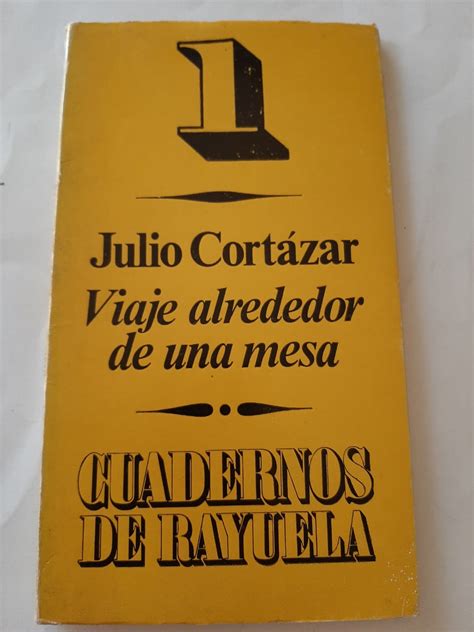 1
Julio Cortázar
Viaje alrededor
de una mesa
CUADERNOS
DE RAYUELA